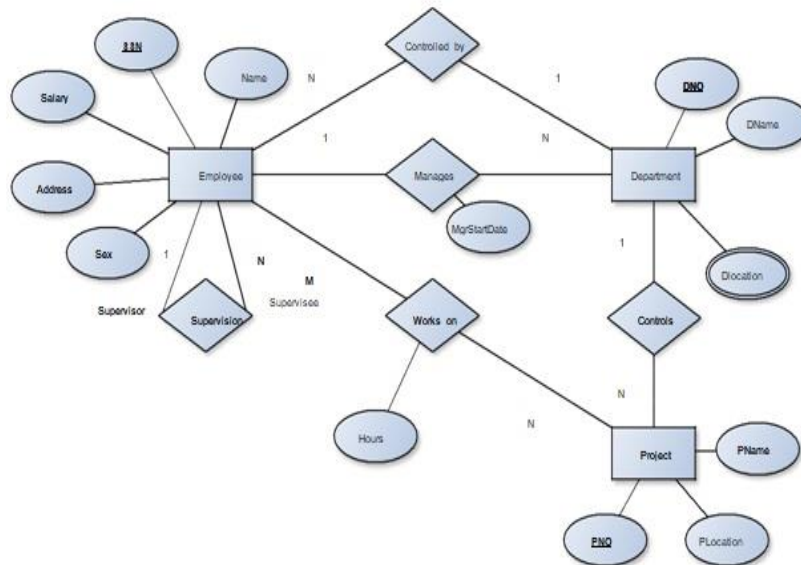 Controlled by
SSN
Name
N
1
Salary
DNO
DName
1
N
Employee
Manages
Department
Address
MgrStartDate
Sex
1
N
M
1
Dlocation
Supervisor
Supervision
Supervisee
Works on
Controls
N
Hours
N
Project
PName
PNO
PLocation